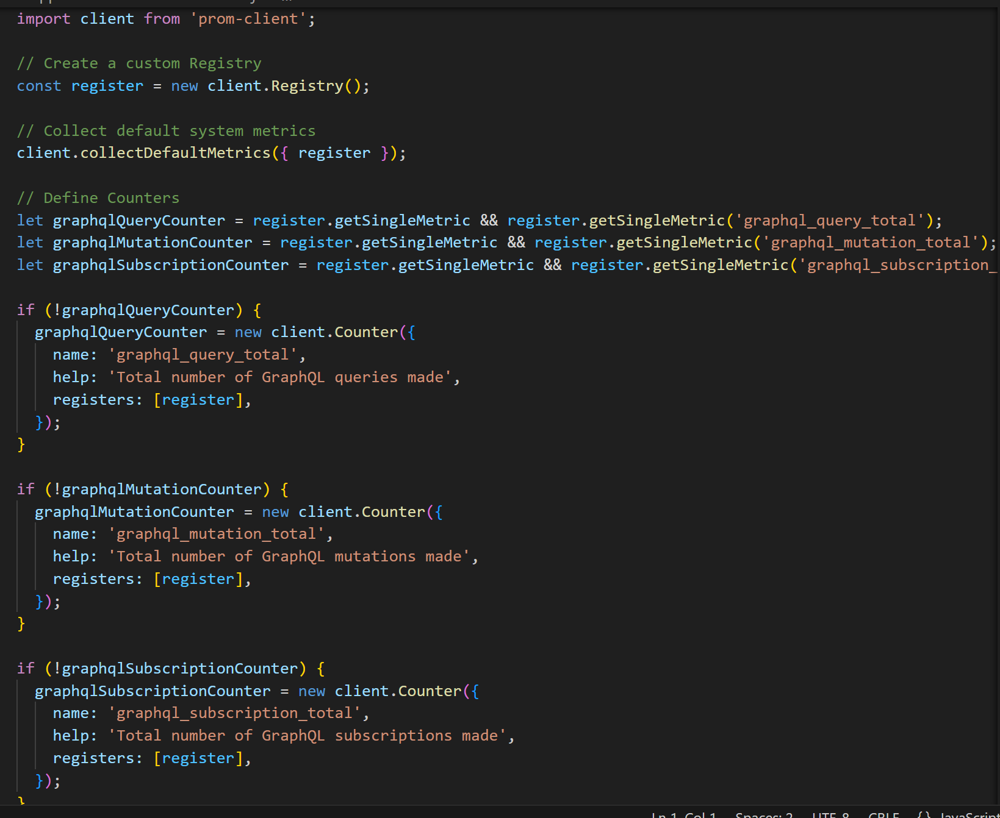 import client from 'prom-client';
// Create a custom Registry
const register = new client.Registry();
// Collect default system metrics
client.collectDefaultMetrics({ register });
// Define Counters
let graphqlQueryCounter = register.getSingleMetric && register.getSingleMetric('graphql_query_total');
let graphqlMutationCounter = register.getSingleMetric && register.getSingleMetric('graphql_mutation_total');
let graphqlSubscriptionCounter = register.getSingleMetric && register.getSingleMetric('graphql_subscription_
if (!graphqlQueryCounter) {
  graphqlQueryCounter = new client.Counter({
    name: 'graphql_query_total',
    help: 'Total number of GraphQL queries made',
    registers: [register],
  });
}
if (!graphqlMutationCounter) {
  graphqlMutationCounter = new client.Counter({
    name: 'graphql_mutation_total',
    help: 'Total number of GraphQL mutations made',
    registers: [register],
  });
}
if (!graphqlSubscriptionCounter) {
  graphqlSubscriptionCounter = new client.Counter({
    name: 'graphql_subscription_total',
    help: 'Total number of GraphQL subscriptions made',
    registers: [register],
  });
}
Ln 1, Col 1 Spaces: 2 UTF-8 CRLF {} JavaScript